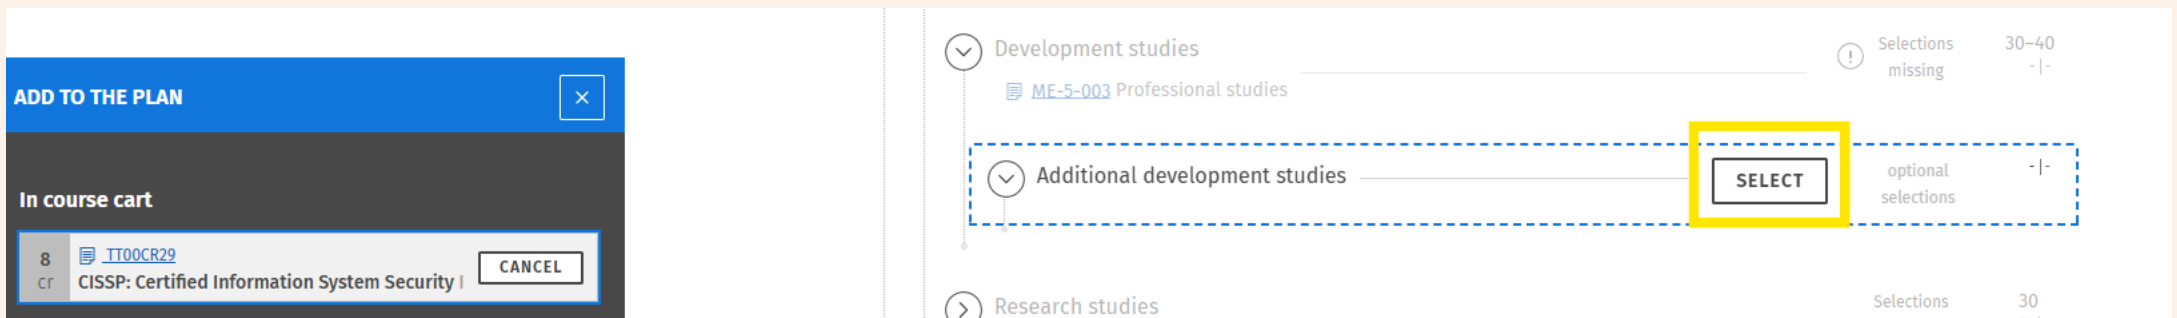 ADD TO THE PLAN
×
In course cart
8
cr
TT00CR29
CISSP: Certified Information System Security
CANCEL
Development studies
ME-5-003 Professional studies
Selections
missing
30–40
- | -
Additional development studies
SELECT
optional
selections
- | -
Research studies
Selections
30